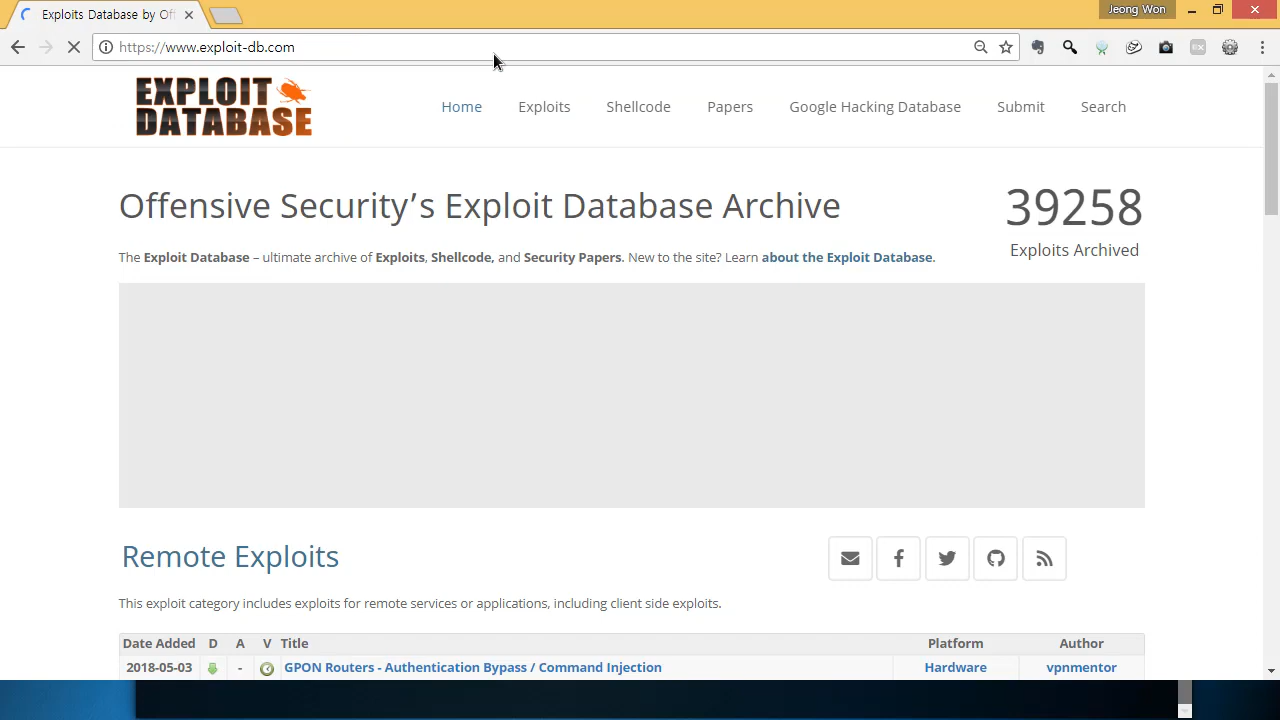 Exploits Database by Of
Jeong Won
https://www.exploit-db.com
EXPLOIT
DATABASE
Home Exploits Shellcode Papers Google Hacking Database Submit Search
Offensive Security’s Exploit Database Archive
39258
Exploits Archived
The Exploit Database – ultimate archive of Exploits, Shellcode, and Security Papers. New to the site? Learn about the Exploit Database.
Remote Exploits
This exploit category includes exploits for remote services or applications, including client side exploits.
Date Added D A V Title Platform Author
2018-05-03 - GPON Routers - Authentication Bypass / Command Injection Hardware vpnmentor